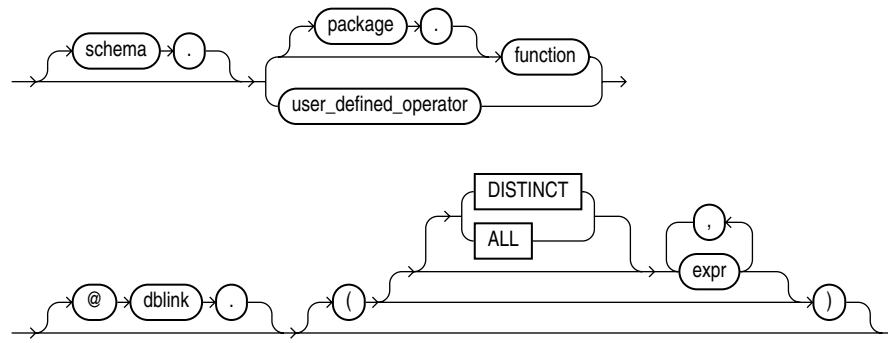 package .
schema .
function
user_defined_operator
DISTINCT
ALL
,
@ dblink . ( expr )